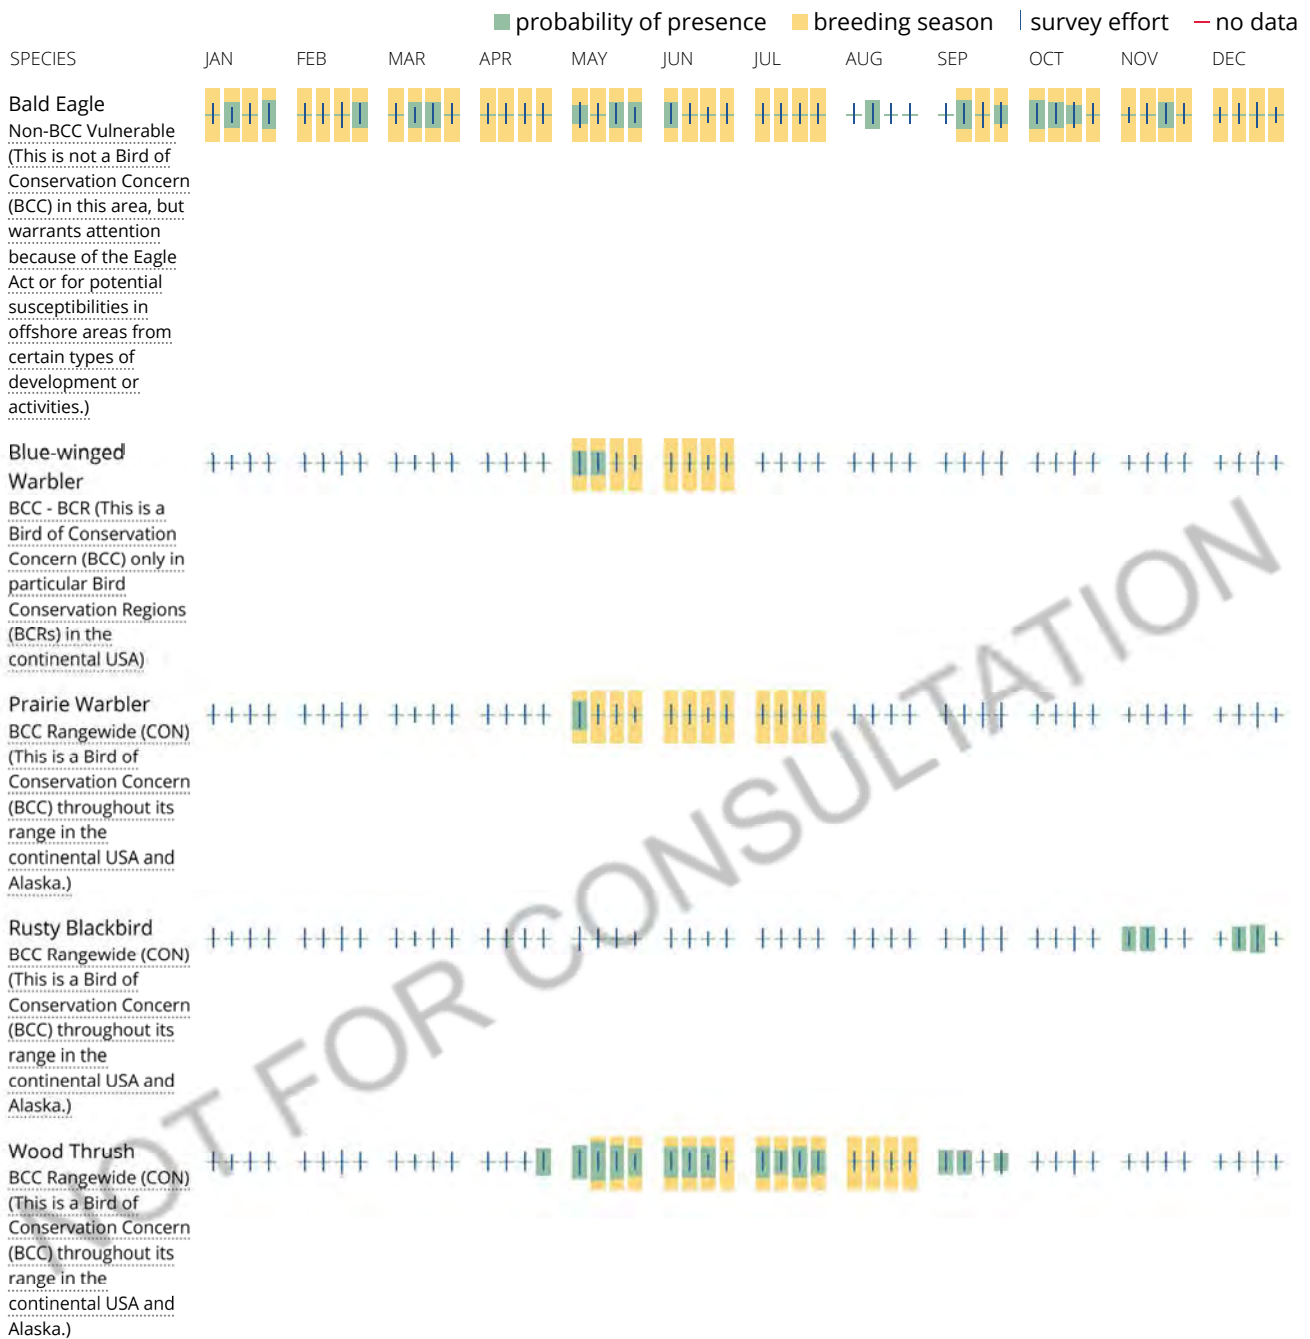 probability of presence breeding season survey effort no data
SPECIES JAN FEB MAR APR MAY JUN JUL AUG SEP OCT NOV DEC
Bald Eagle
Non-BCC Vulnerable
(This is not a Bird of
Conservation Concern
(BCC) in this area, but
warrants attention
because of the Eagle
Act or for potential
susceptibilities in
offshore areas from
certain types of
development or
activities.)
Blue-winged
Warbler
BCC - BCR (This is a
Bird of Conservation
Concern (BCC) only in
particular Bird
Conservation Regions
(BCRs) in the
continental USA)
Prairie Warbler
BCC Rangewide (CON)
(This is a Bird of
Conservation Concern
(BCC) throughout its
range in the
continental USA and
Alaska.)
Rusty Blackbird
BCC Rangewide (CON)
(This is a Bird of
Conservation Concern
(BCC) throughout its
range in the
continental USA and
Alaska.)
Wood Thrush
BCC Rangewide (CON)
(This is a Bird of
Conservation Concern
(BCC) throughout its
range in the
continental USA and
Alaska.)
NOT FOR CONSULTATION